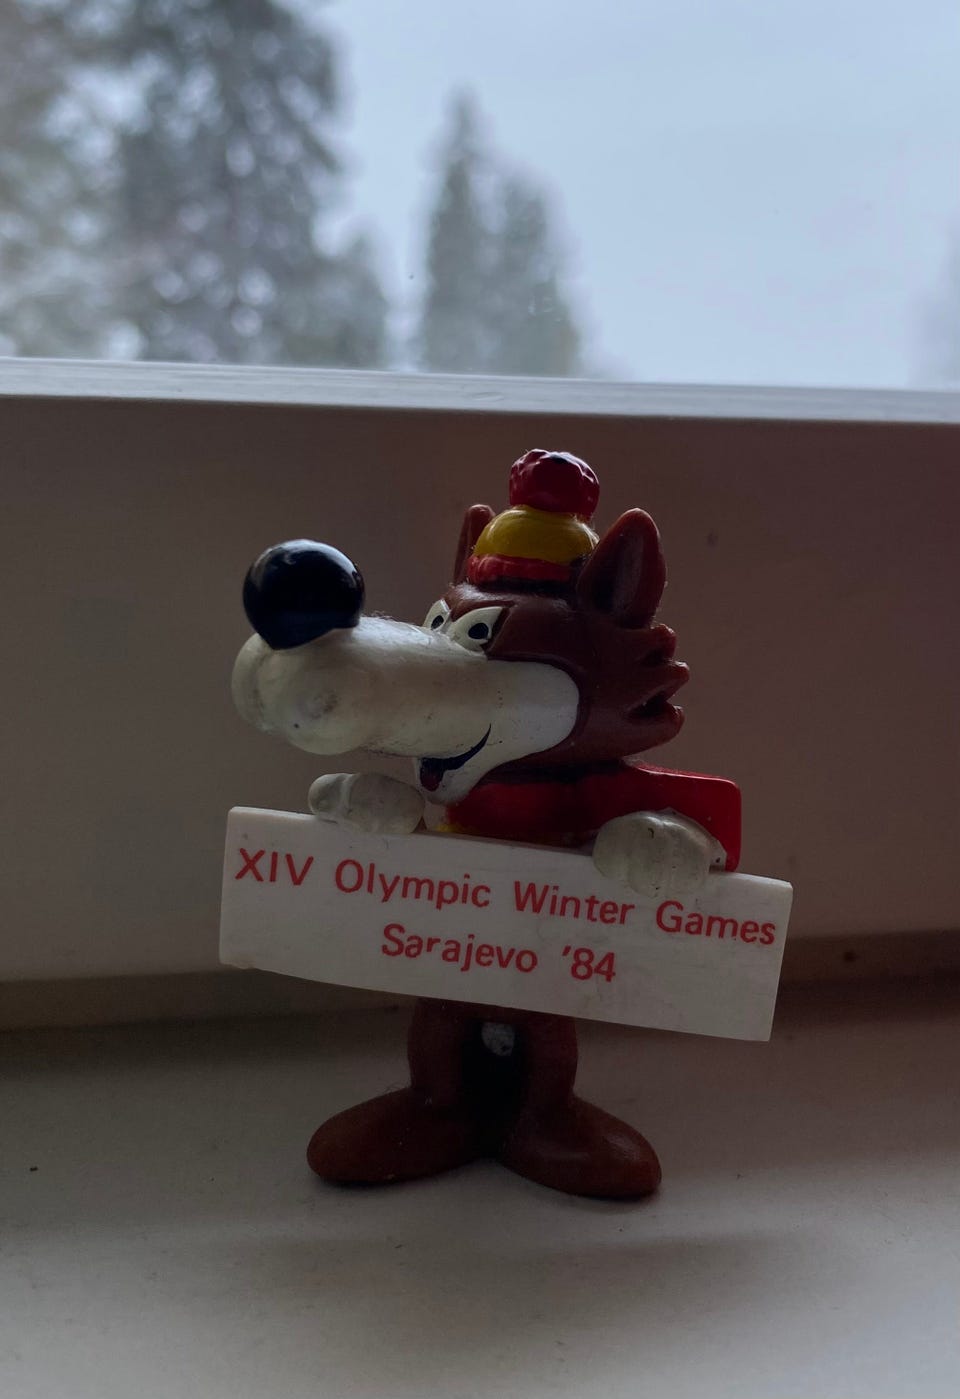 XIV Olympic Winter Games
Sarajevo '84